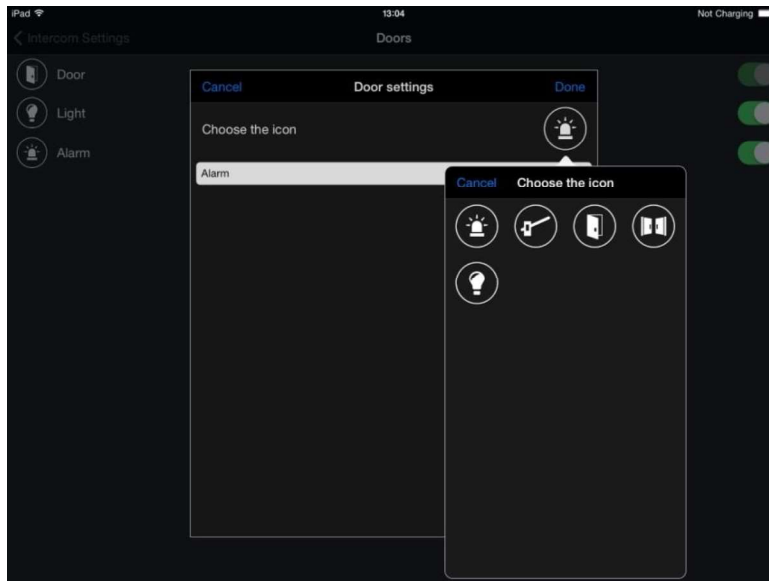 iPad 13:04 Not Charging
Intercom Settings Doors
Door
Light
Alarm
Cancel Door settings Done
Choose the icon
Alarm
Cancel Choose the icon